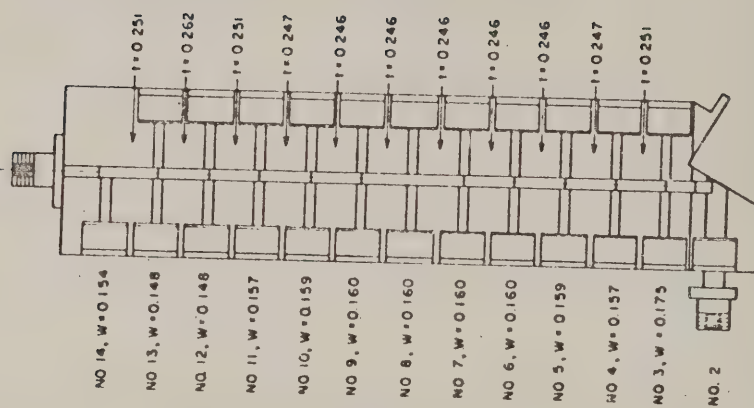 t = 0.251
t = 0.262
t = 0.251
t = 0.247
t = 0.246
t = 0.246
t = 0.246
t = 0.246
t = 0.246
t = 0.247
t = 0.251
NO 14, W = 0.154
NO 13, W = 0.148
NO. 12, W = 0.148
NO 11, W = 0.157
NO 10, W = 0.159
NO 9, W = 0.160
NO 8, W = 0.160
NO 7, W = 0.160
NO 6, W = 0.160
NO 5, W = 0.159
NO 4, W = 0.157
NO 3, W = 0.175
NO. 2